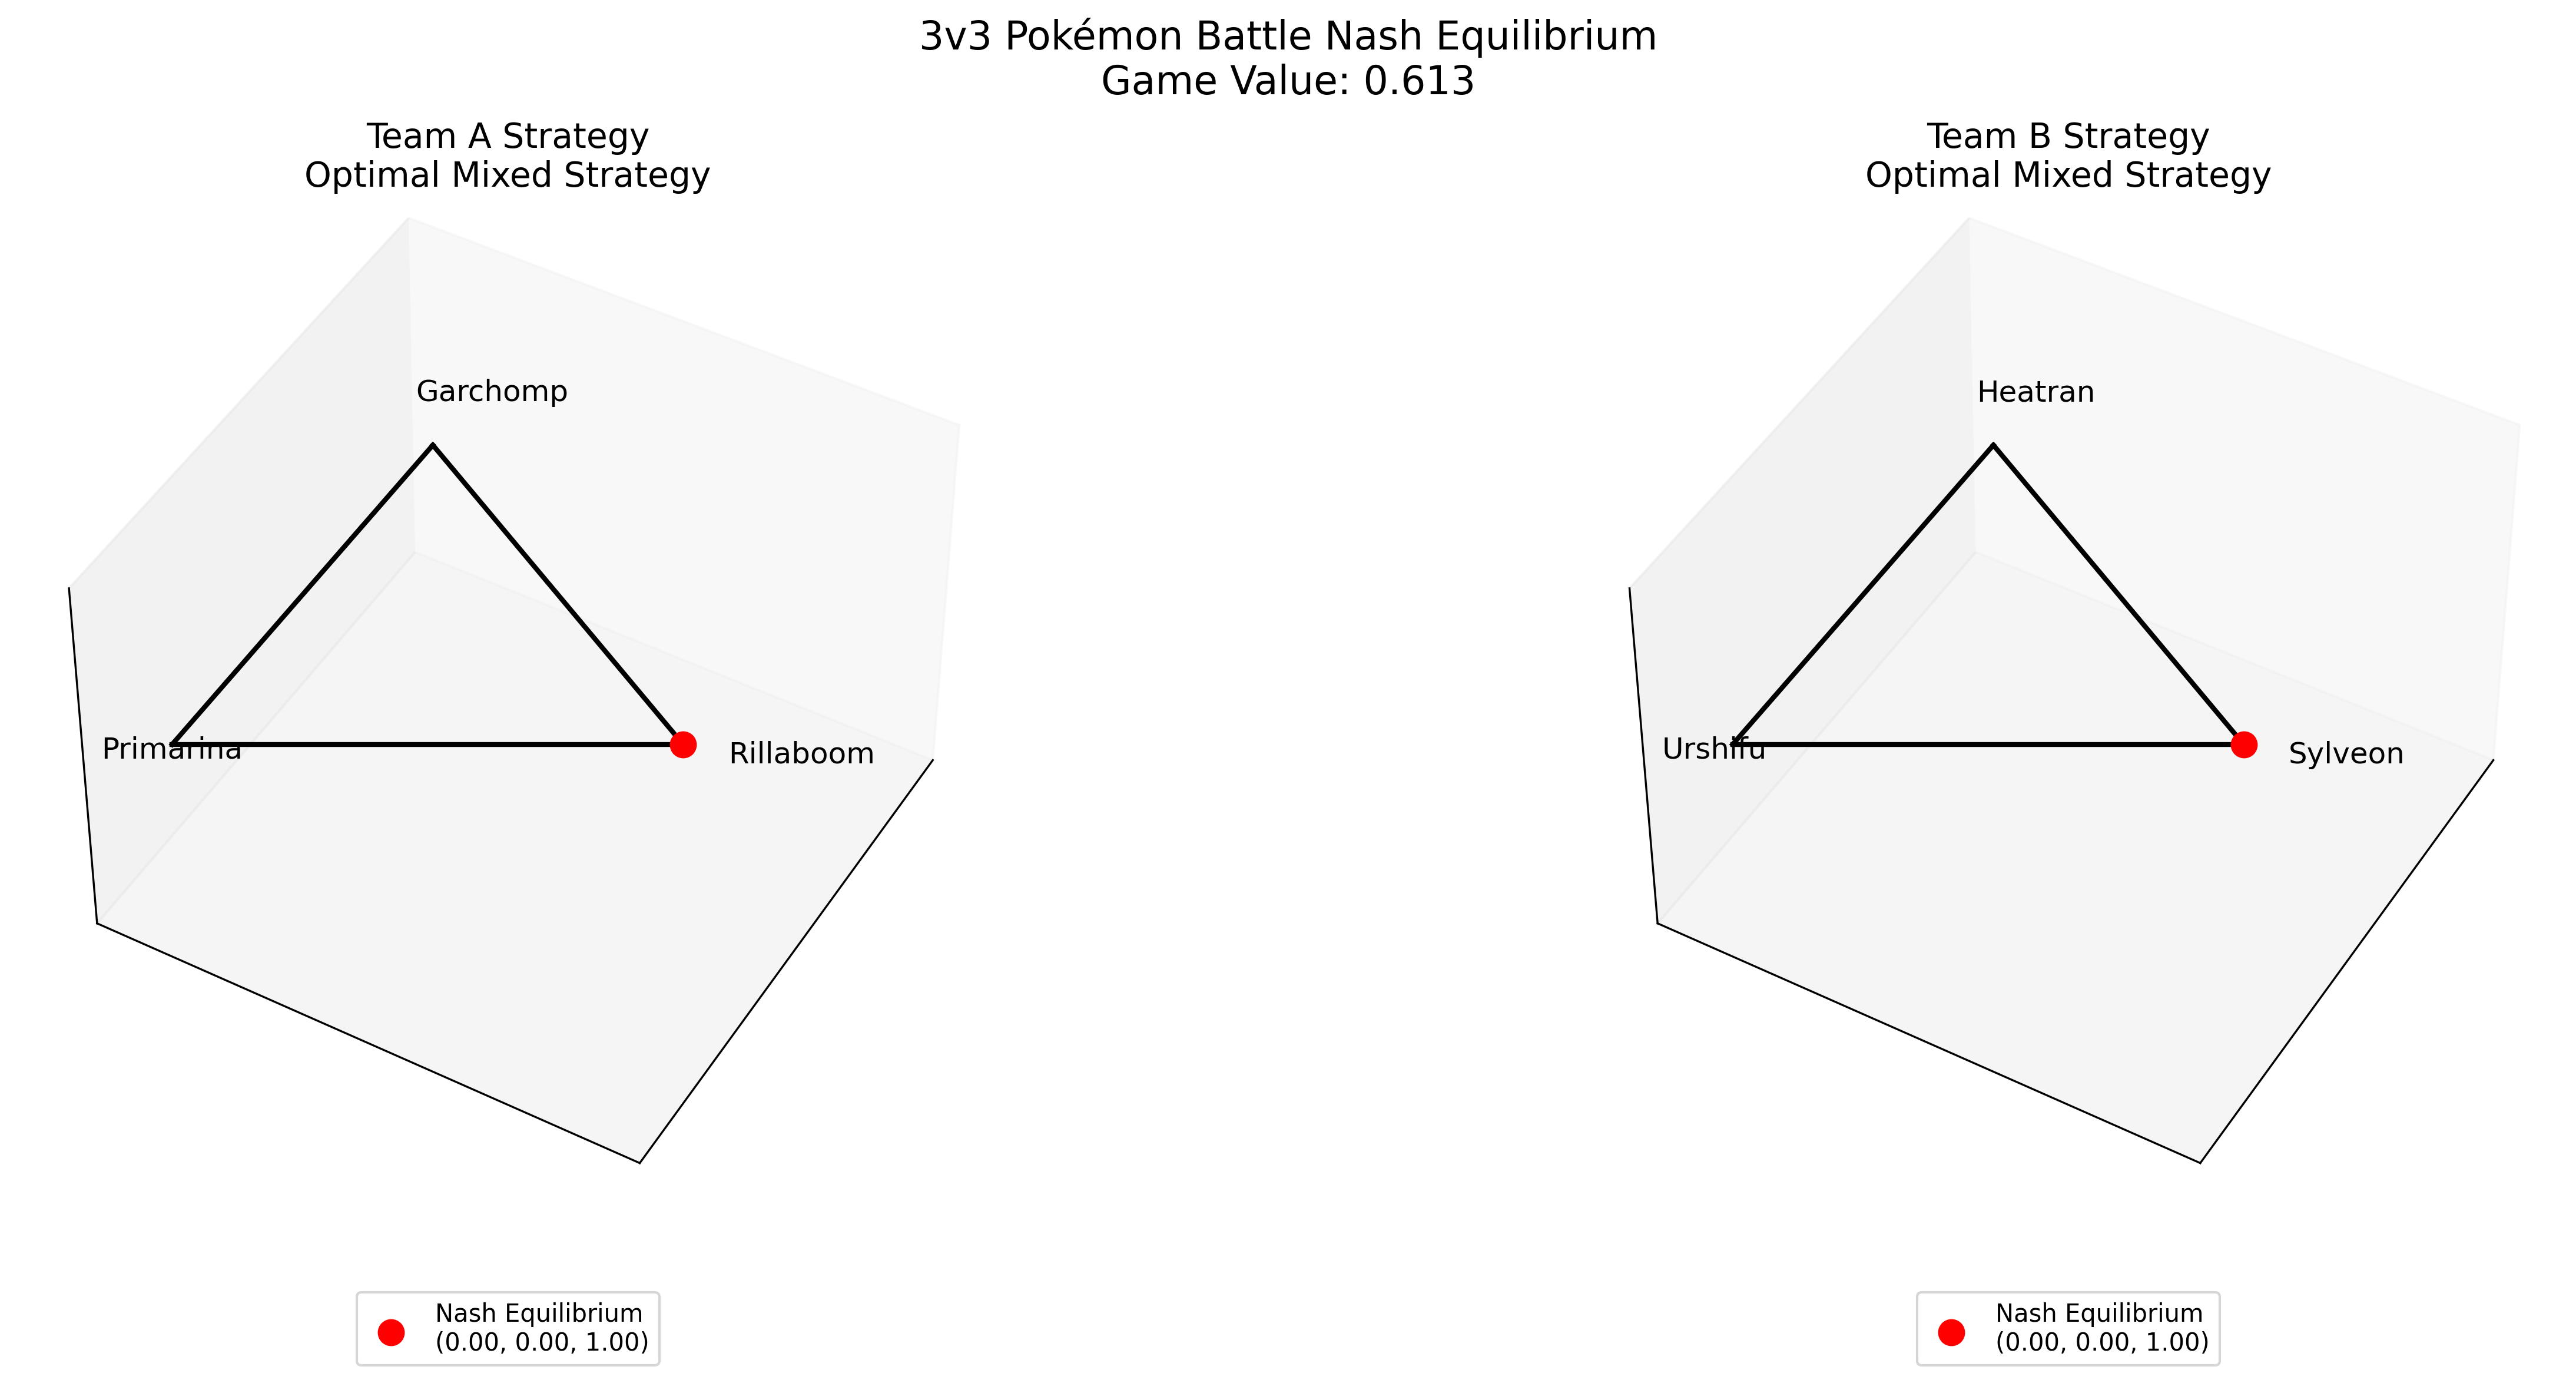 3v3 Pokémon Battle Nash Equilibrium
Game Value: 0.613
Team A Strategy
Optimal Mixed Strategy
Garchomp
Primarina
Rillaboom
Nash Equilibrium
(0.00, 0.00, 1.00)
Team B Strategy
Optimal Mixed Strategy
Heatran
Urshifu
Sylveon
Nash Equilibrium
(0.00, 0.00, 1.00)